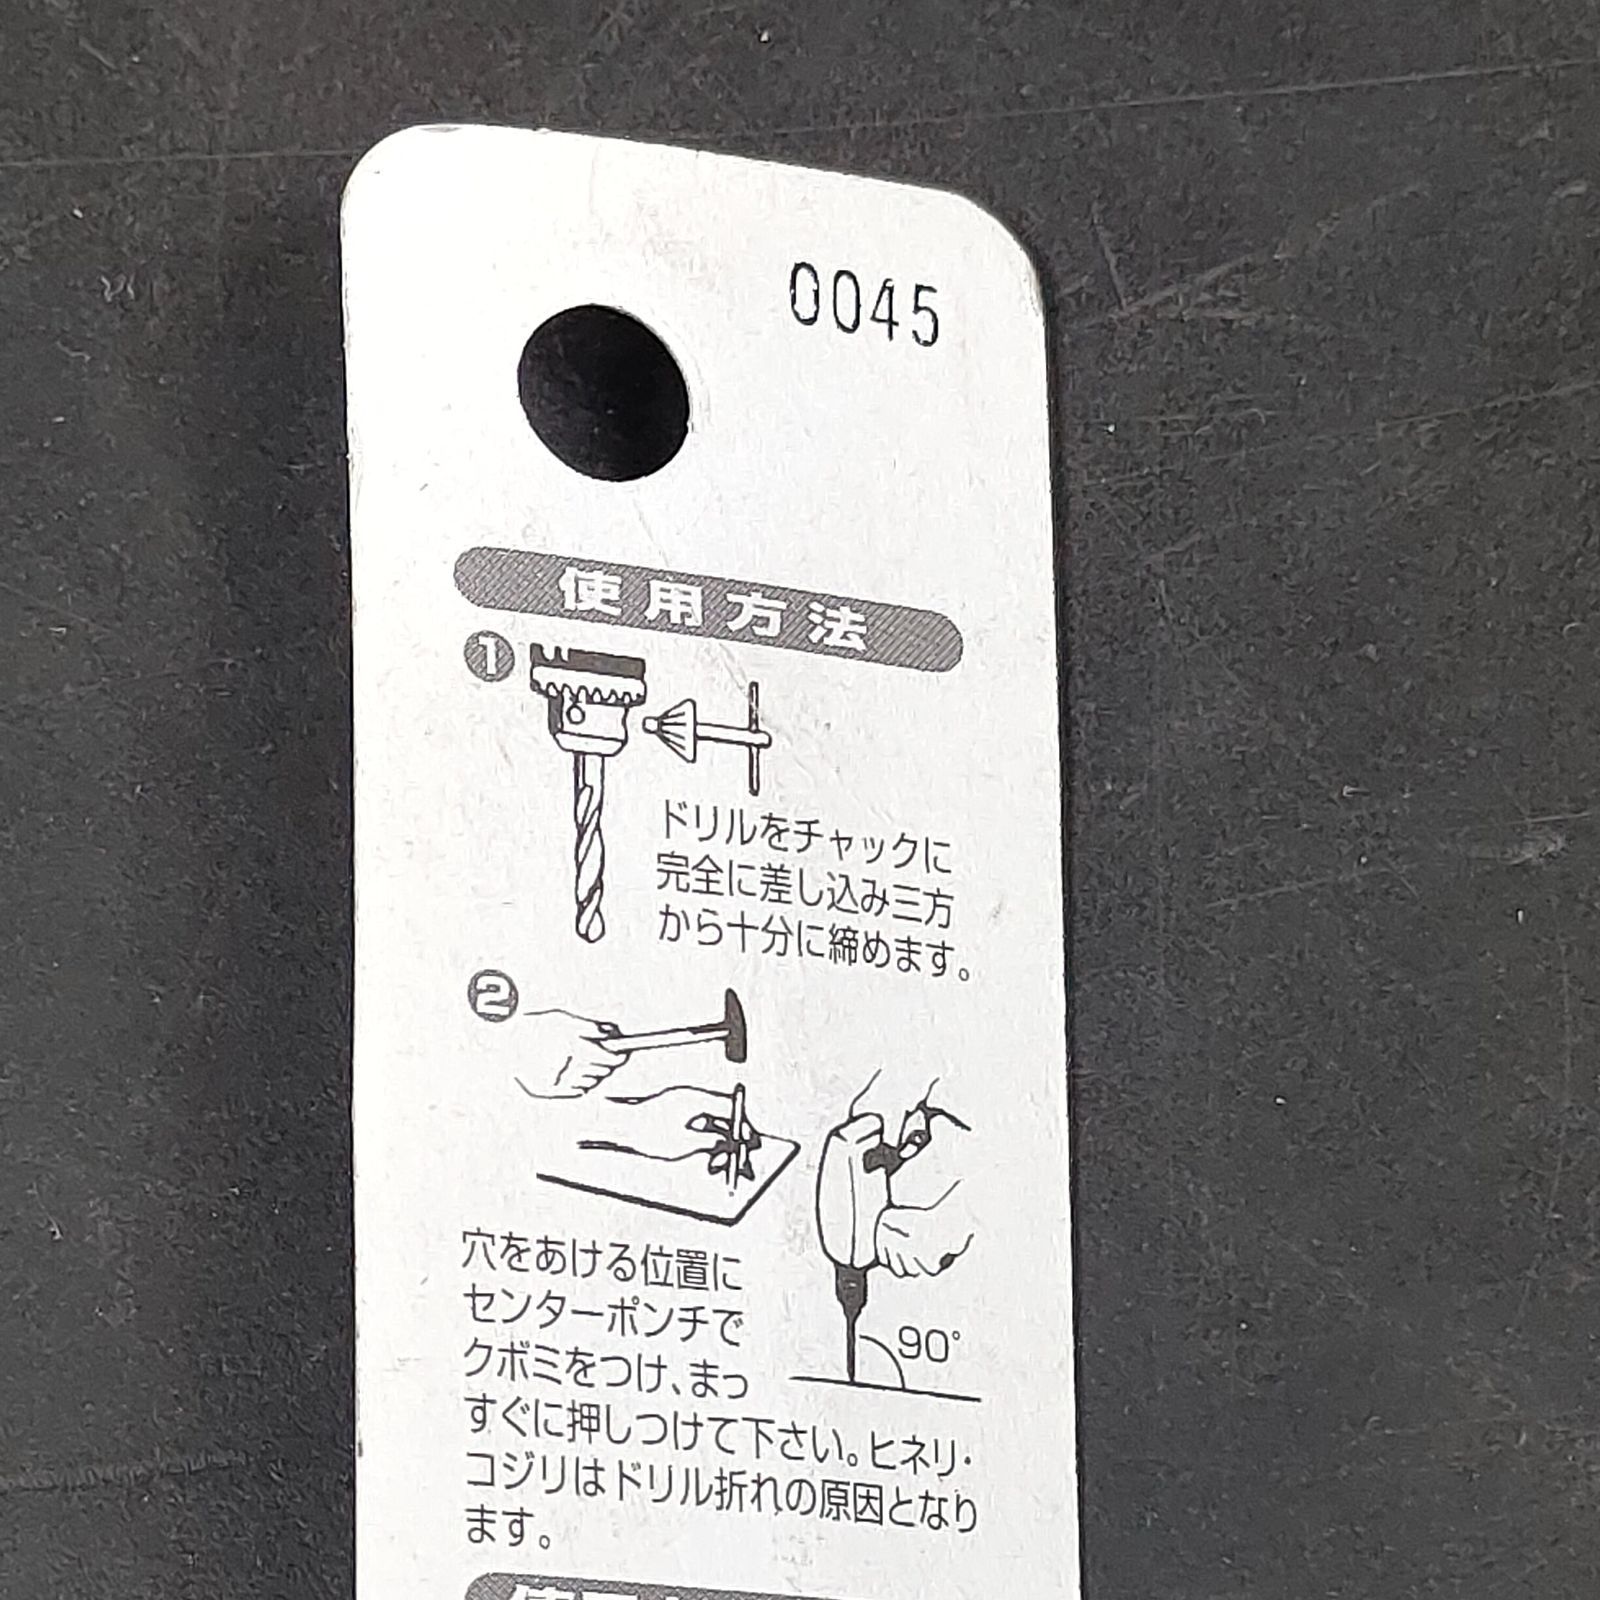 0045
使用方法
1
ドリルをチャックに
完全に差し込み三方
から十分に締めます。
2
穴をあける位置に
センターポンチで
クボミをつけ、まっ
すぐに押しつけて下さい。ヒネリ・
コジリはドリル折れの原因となり
ます。
90°